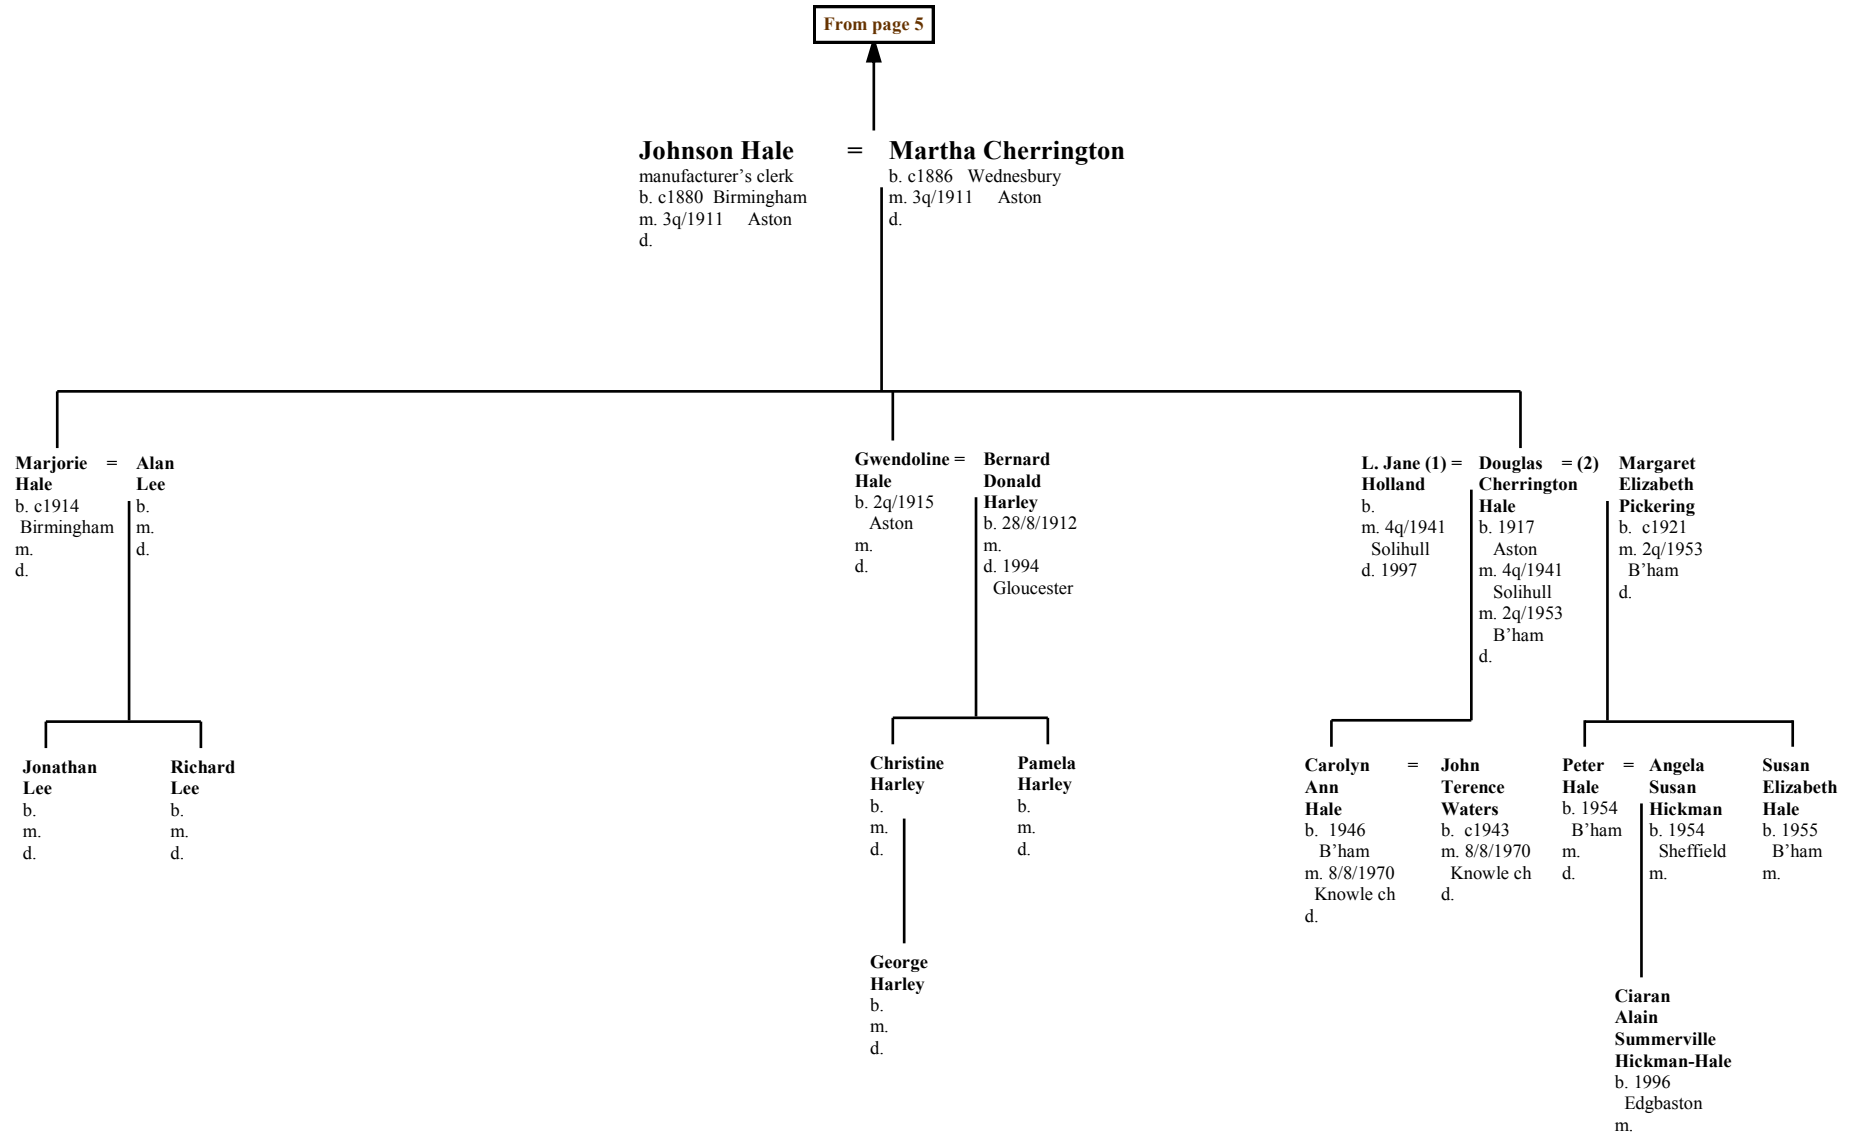 From page 5
Johnson Hale = Martha Cherrington
manufacturer’s clerk
b. c1880 Birmingham
m. 3q/1911 Aston
d.
b. c1886 Wednesbury
m. 3q/1911 Aston
d.
Marjorie =
Hale
b. c1914
Birmingham
m.
d.
Alan
Lee
b.
m.
d.
Gwendoline =
Hale
b. 2q/1915
Aston
m.
d.
Bernard
Donald
Harley
b. 28/8/1912
m.
d. 1994
Gloucester
L. Jane (1) =
Holland
b.
m. 4q/1941
Solihull
d. 1997
Douglas = (2)
Cherrington
Hale
b. 1917
Aston
m. 4q/1941
Solihull
m. 2q/1953
B’ham
d.
Margaret
Elizabeth
Pickering
b. c1921
m. 2q/1953
B’ham
d.
Jonathan
Lee
b.
m.
d.
Richard
Lee
b.
m.
d.
Christine
Harley
b.
m.
d.
Pamela
Harley
b.
m.
d.
Carolyn =
Ann
Hale
b. 1946
B’ham
m. 8/8/1970
Knowle ch
d.
John
Terence
Waters
b. c1943
m. 8/8/1970
Knowle ch
d.
Peter =
Hale
b. 1954
B’ham
m.
d.
Angela
Susan
Hickman
b. 1954
Sheffield
m.
Susan
Elizabeth
Hale
b. 1955
B’ham
m.
George
Harley
b.
m.
d.
Ciaran
Alain
Summerville
Hickman-Hale
b. 1996
Edgbaston
m.